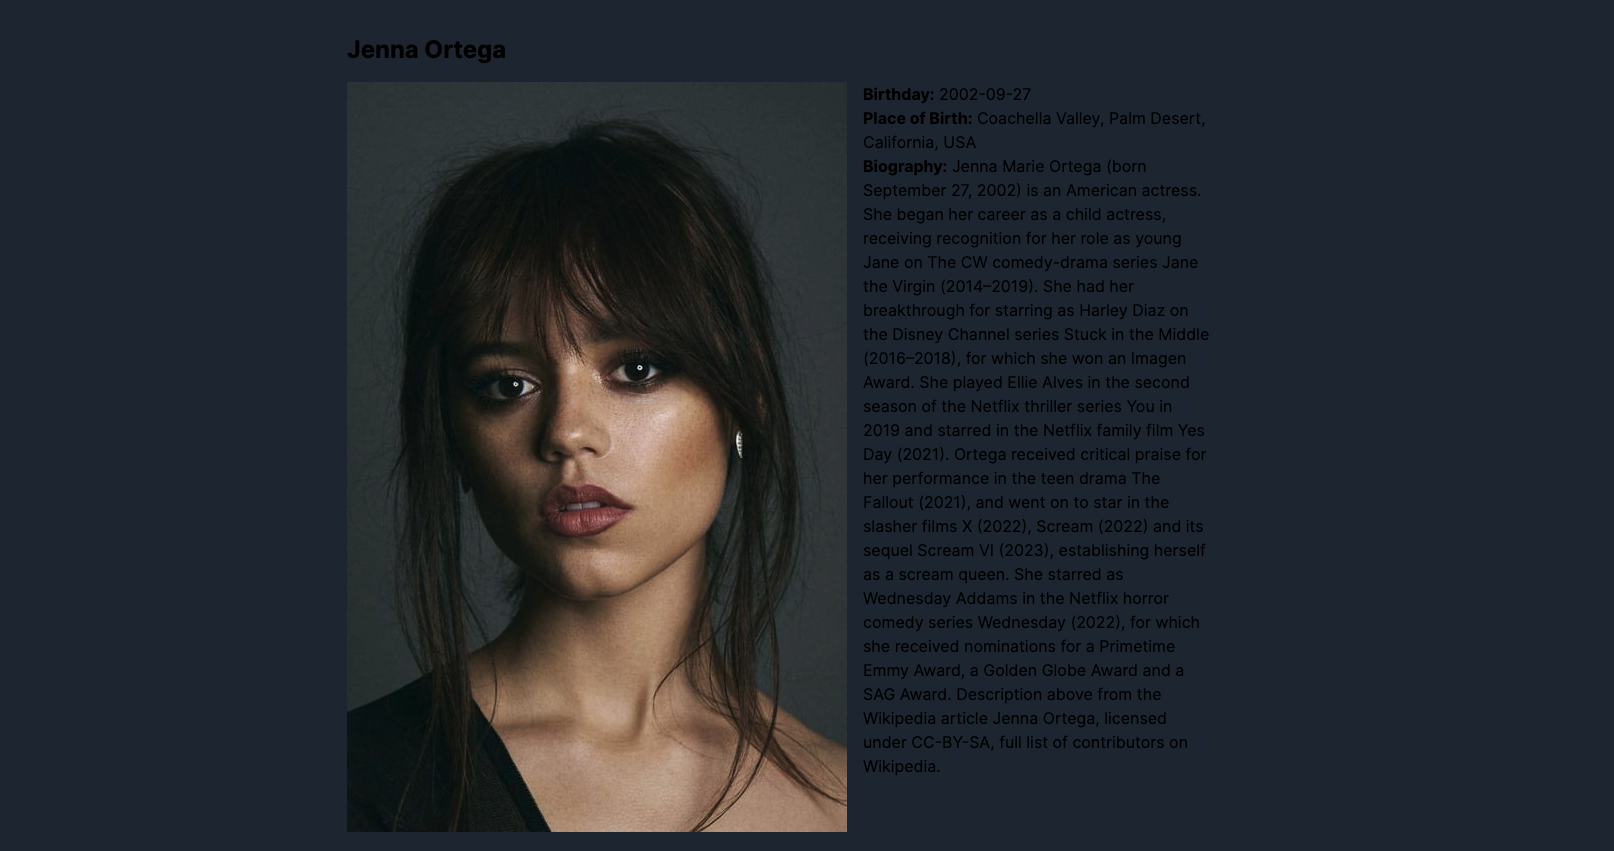 Jenna Ortega
Birthday: 2002-09-27
Place of Birth: Coachella Valley, Palm Desert,
California, USA
Biography: Jenna Marie Ortega (born
September 27, 2002) is an American actress.
She began her career as a child actress,
receiving recognition for her role as young
Jane on The CW comedy-drama series Jane
the Virgin (2014–2019). She had her
breakthrough for starring as Harley Diaz on
the Disney Channel series Stuck in the Middle
(2016–2018), for which she won an Imagen
Award. She played Ellie Alves in the second
season of the Netflix thriller series You in
2019 and starred in the Netflix family film Yes
Day (2021). Ortega received critical praise for
her performance in the teen drama The
Fallout (2021), and went on to star in the
slasher films X (2022), Scream (2022) and its
sequel Scream VI (2023), establishing herself
as a scream queen. She starred as
Wednesday Addams in the Netflix horror
comedy series Wednesday (2022), for which
she received nominations for a Primetime
Emmy Award, a Golden Globe Award and a
SAG Award. Description above from the
Wikipedia article Jenna Ortega, licensed
under CC-BY-SA, full list of contributors on
Wikipedia.